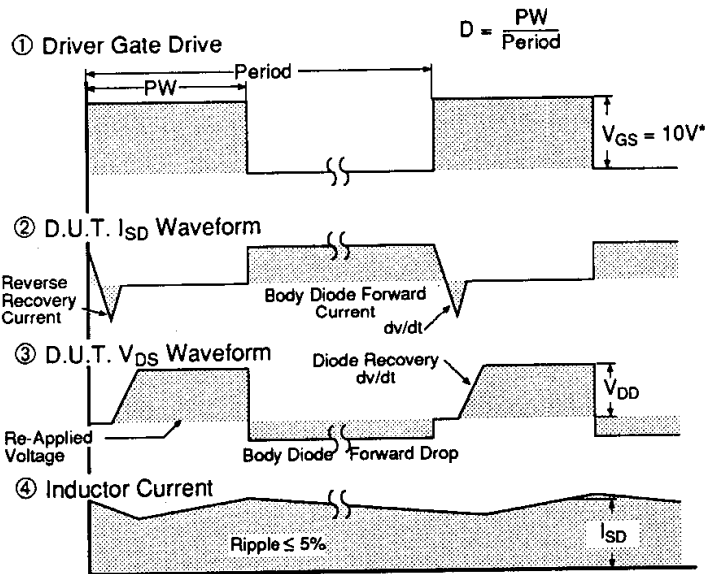 ① Driver Gate Drive
D = PW
Period
Period
PW
V_GS = 10V*
② D.U.T. I_SD Waveform
Reverse
Recovery
Current
Body Diode Forward
Current
dv/dt
③ D.U.T. V_DS Waveform
Diode Recovery
dv/dt
V_DD
Re-Applied
Voltage
Body Diode Forward Drop
④ Inductor Current
Ripple ≤ 5%
I_SD